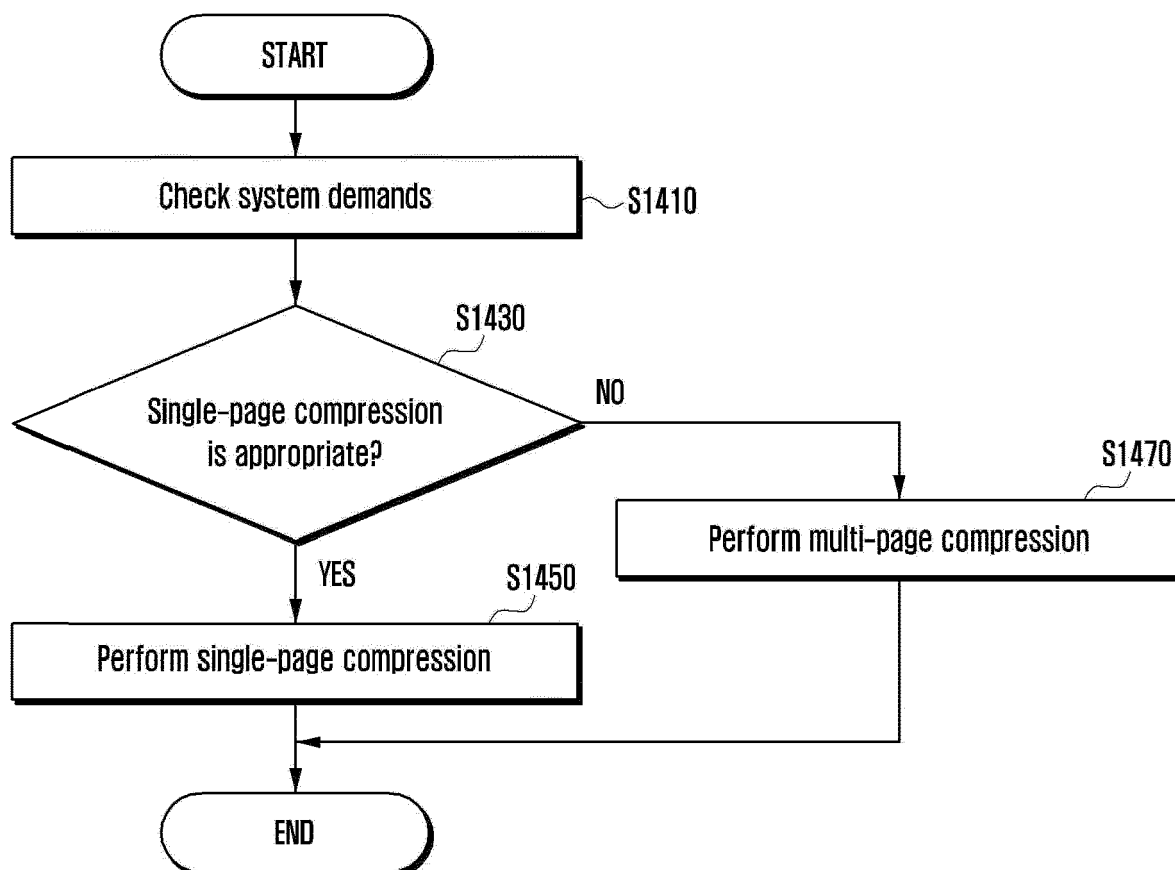 START
Check system demands
S1410
S1430
Single-page compression
is appropriate?
NO
S1470
Perform multi-page compression
YES
S1450
Perform single-page compression
END